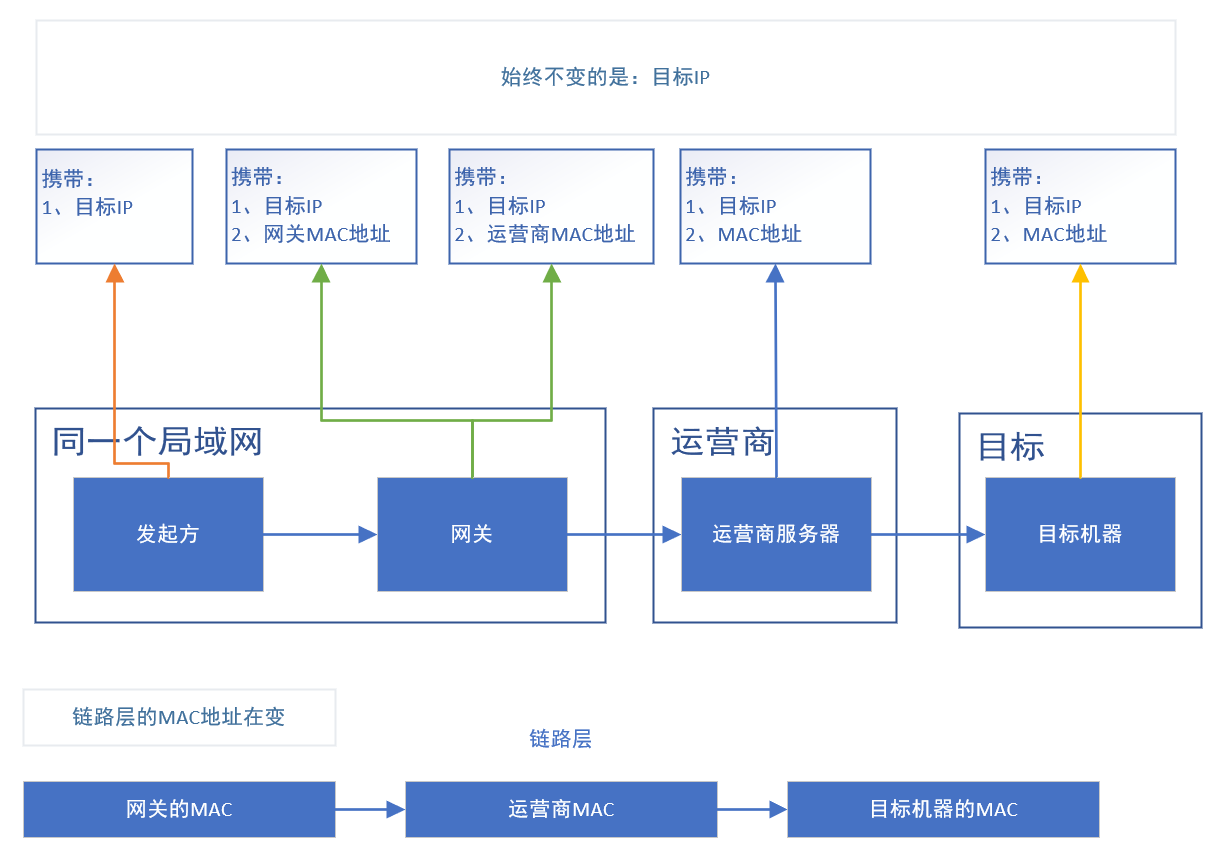 始终不变的是：目标IP
携带：
1、目标IP
携带：
1、目标IP
2、网关MAC地址
携带：
1、目标IP
2、运营商MAC地址
携带：
1、目标IP
2、MAC地址
携带：
1、目标IP
2、MAC地址
同一个局域网
运营商
目标
发起方
网关
运营商服务器
目标机器
链路层的MAC地址在变
链路层
网关的MAC
运营商MAC
目标机器的MAC